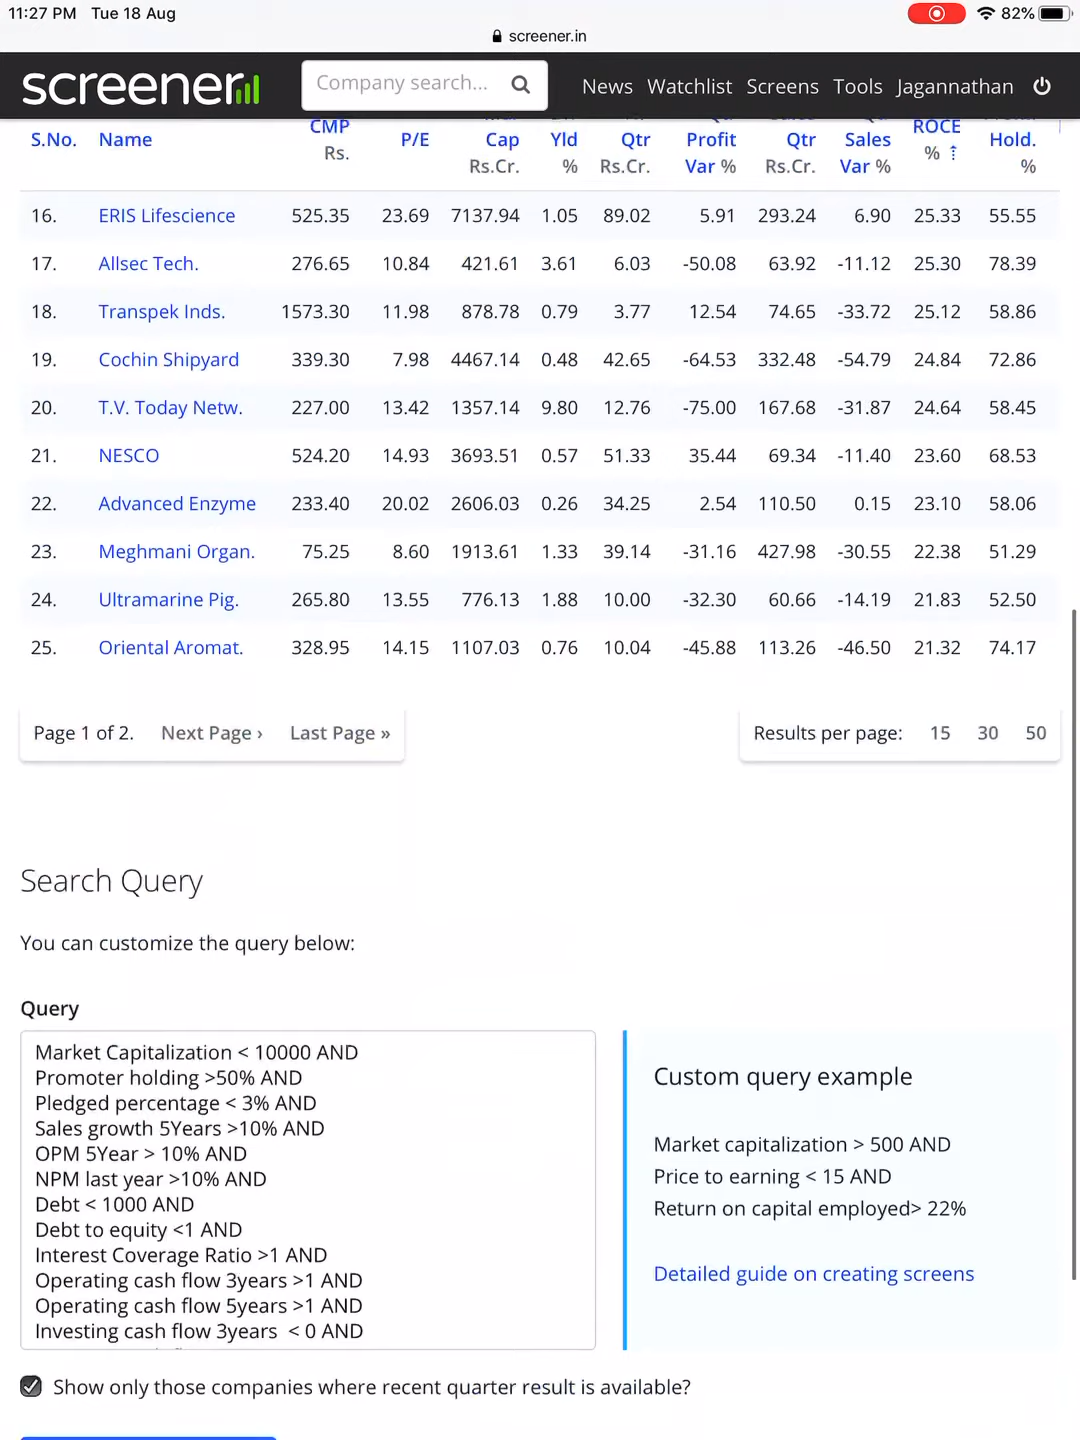 11:27 PM Tue 18 Aug 82%
screener.in
screener Company search... News Watchlist Screens Tools Jagannathan
S.No. Name CMP Rs. P/E Cap Rs.Cr. Yld % Qtr Rs.Cr. Profit Var % Qtr Rs.Cr. Sales Var % ROCE % Hold. %
16. ERIS Lifescience 525.35 23.69 7137.94 1.05 89.02 5.91 293.24 6.90 25.33 55.55
17. Allsec Tech. 276.65 10.84 421.61 3.61 6.03 -50.08 63.92 -11.12 25.30 78.39
18. Transpek Inds. 1573.30 11.98 878.78 0.79 3.77 12.54 74.65 -33.72 25.12 58.86
19. Cochin Shipyard 339.30 7.98 4467.14 0.48 42.65 -64.53 332.48 -54.79 24.84 72.86
20. T.V. Today Netw. 227.00 13.42 1357.14 9.80 12.76 -75.00 167.68 -31.87 24.64 58.45
21. NESCO 524.20 14.93 3693.51 0.57 51.33 35.44 69.34 -11.40 23.60 68.53
22. Advanced Enzyme 233.40 20.02 2606.03 0.26 34.25 2.54 110.50 0.15 23.10 58.06
23. Meghmani Organ. 75.25 8.60 1913.61 1.33 39.14 -31.16 427.98 -30.55 22.38 51.29
24. Ultramarine Pig. 265.80 13.55 776.13 1.88 10.00 -32.30 60.66 -14.19 21.83 52.50
25. Oriental Aromat. 328.95 14.15 1107.03 0.76 10.04 -45.88 113.26 -46.50 21.32 74.17
Page 1 of 2. Next Page › Last Page » Results per page: 15 30 50
Search Query
You can customize the query below:
Query
Market Capitalization < 10000 AND
Promoter holding >50% AND
Pledged percentage < 3% AND
Sales growth 5Years >10% AND
OPM 5Year > 10% AND
NPM last year >10% AND
Debt < 1000 AND
Debt to equity <1 AND
Interest Coverage Ratio >1 AND
Operating cash flow 3years >1 AND
Operating cash flow 5years >1 AND
Investing cash flow 3years < 0 AND
Custom query example
Market capitalization > 500 AND
Price to earning < 15 AND
Return on capital employed> 22%
Detailed guide on creating screens
Show only those companies where recent quarter result is available?